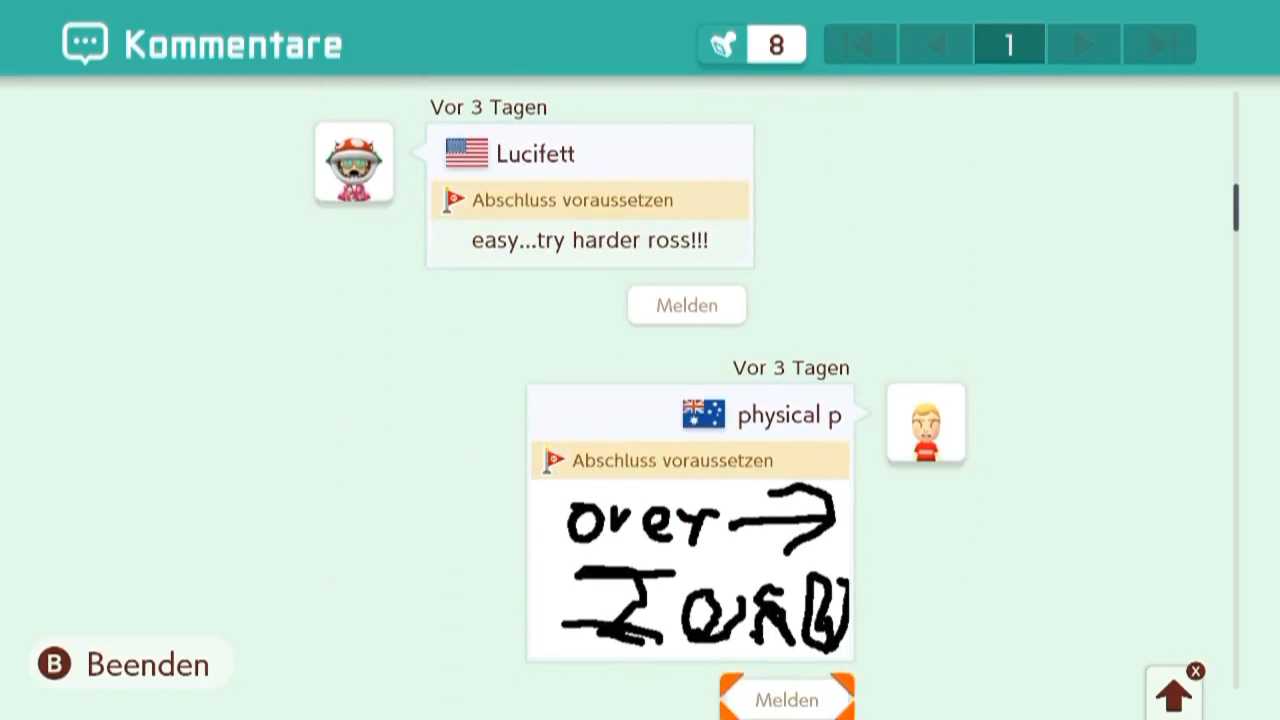 Kommentare
8
1
Vor 3 Tagen
Lucifett
Abschluss voraussetzen
easy...try harder ross!!!
Melden
Vor 3 Tagen
physical p
Abschluss voraussetzen
over
Melden
B Beenden
X